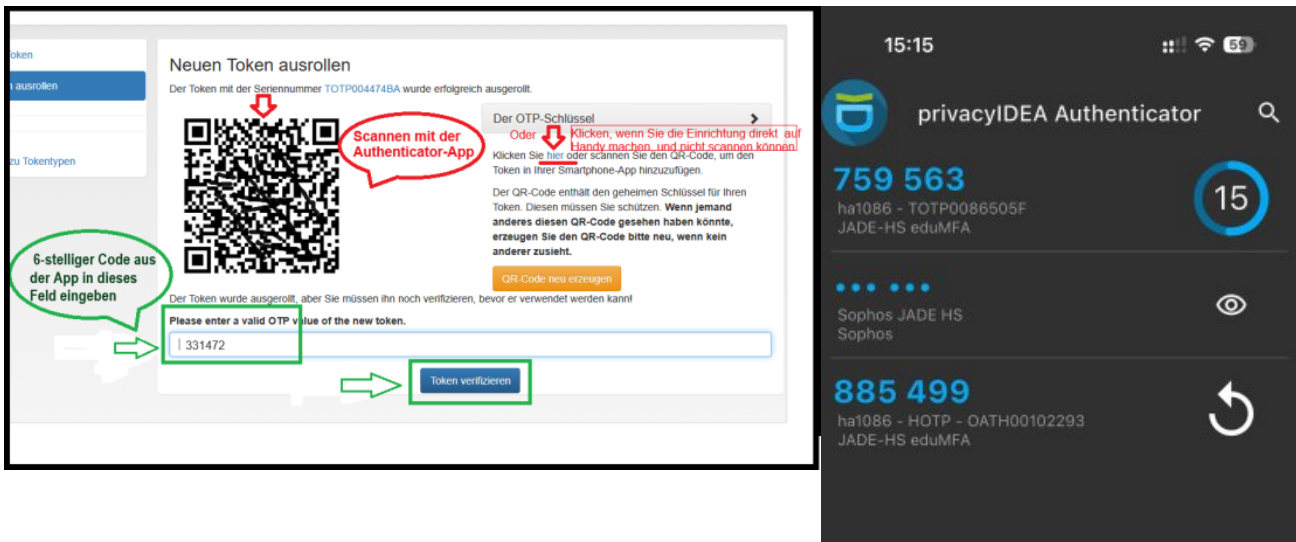 oken
ausrollen
zu Tokentypen
Neuen Token ausrollen
Der Token mit der Seriennummer TOTP004474BA wurde erfolgreich ausgerollt.
Scannen mit der
Authenticator-App
Der OTP-Schlüssel
Oder
Klicken, wenn Sie die Einrichtung direkt auf
Handy machen, und nicht scannen können
Klicken Sie hier oder scannen Sie den QR-Code, um den
Token in Ihrer Smartphone-App hinzuzufügen.
Der QR-Code enthält den geheimen Schlüssel für Ihren
Token. Diesen müssen Sie schützen. Wenn jemand
anderes diesen QR-Code gesehen haben könnte,
erzeugen Sie den QR-Code bitte neu, wenn kein
anderer zusieht.
QR-Code neu erzeugen
6-stelliger Code aus
der App in dieses
Feld eingeben
Der Token wurde ausgerollt, aber Sie müssen ihn noch verifizieren, bevor er verwendet werden kann!
Please enter a valid OTP value of the new token.
331472
Token verifizieren
15:15
59
privacyIDEA Authenticator
759 563
15
ha1086 - TOTP0086505F
JADE-HS eduMFA
••• •••
Sophos JADE HS
Sophos
885 499
ha1086 - HOTP - OATH00102293
JADE-HS eduMFA